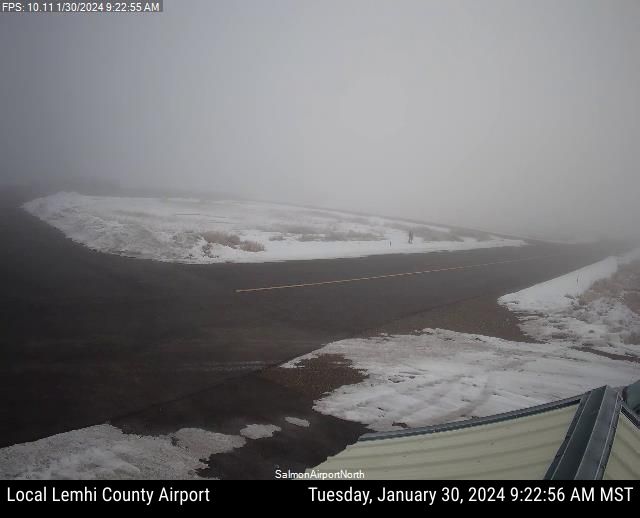 FPS: 10.11 1/30/2024 9:22:55 AM
SalmonAirportNorth
Local Lemhi County Airport Tuesday, January 30, 2024 9:22:56 AM MST